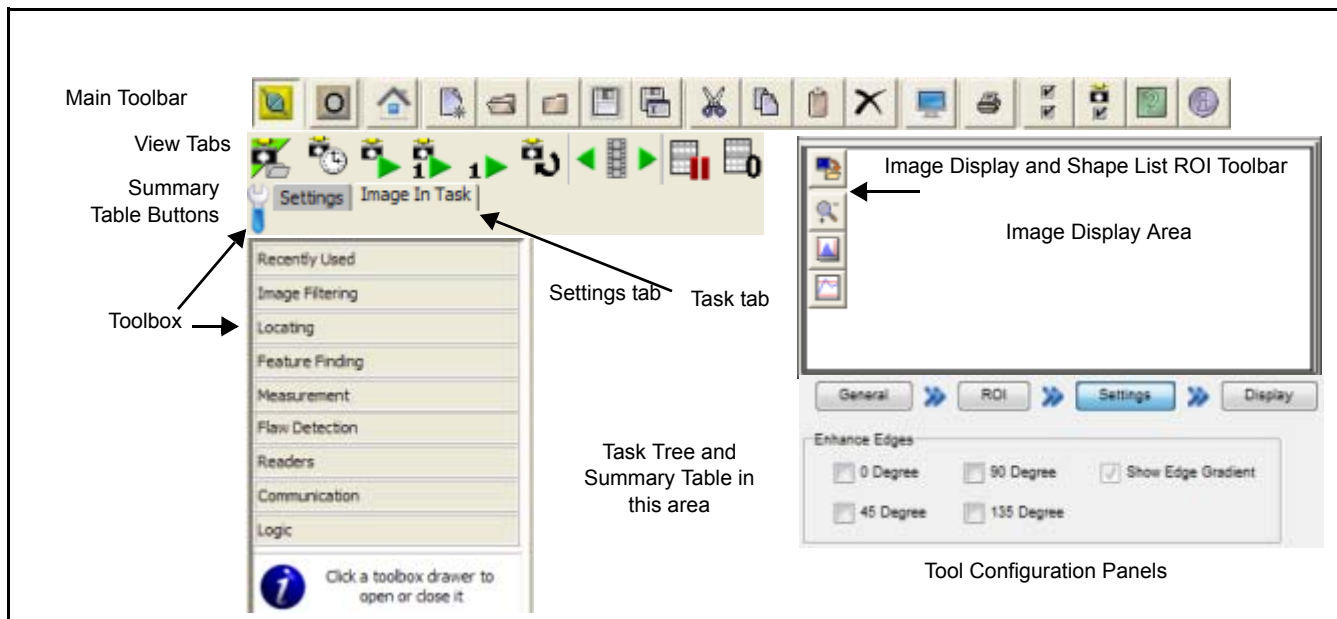 Main Toolbar
View Tabs
Summary
Table Buttons
Settings
Image In Task
Toolbox
Recently Used
Image Filtering
Locating
Feature Finding
Measurement
Flaw Detection
Readers
Communication
Logic
Click a toolbox drawer to
open or close it
Settings tab
Task tab
Task Tree and
Summary Table in
this area
Image Display and Shape List ROI Toolbar
Image Display Area
General
ROI
Settings
Display
Enhance Edges
0 Degree
90 Degree
Show Edge Gradient
45 Degree
135 Degree
Tool Configuration Panels